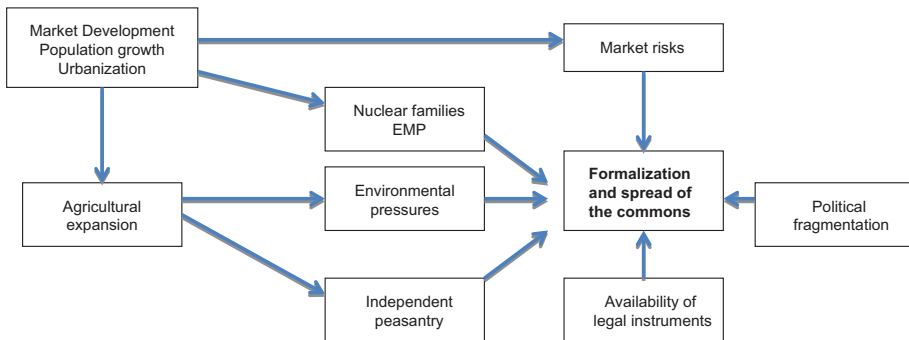 Market Development
Population growth
Urbanization
Market risks
Nuclear families
EMP
Agricultural
expansion
Environmental
pressures
Formalization
and spread of
the commons
Political
fragmentation
Independent
peasantry
Availability of
legal instruments